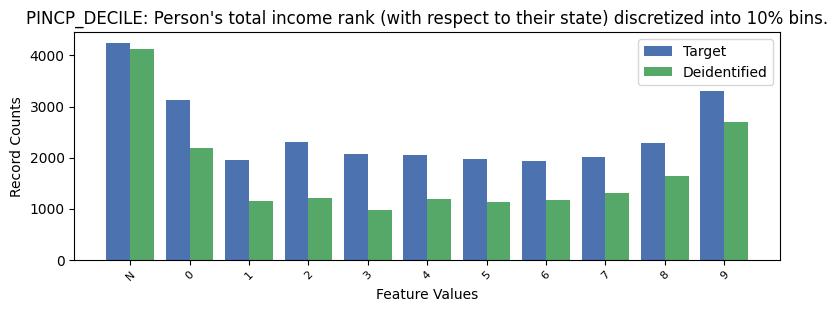 PINCP_DECILE: Person's total income rank (with respect to their state) discretized into 10% bins.
Target
Deidentified
Record Counts
4000
3000
2000
1000
0
N 0 1 2 3 4 5 6 7 8 9
Feature Values